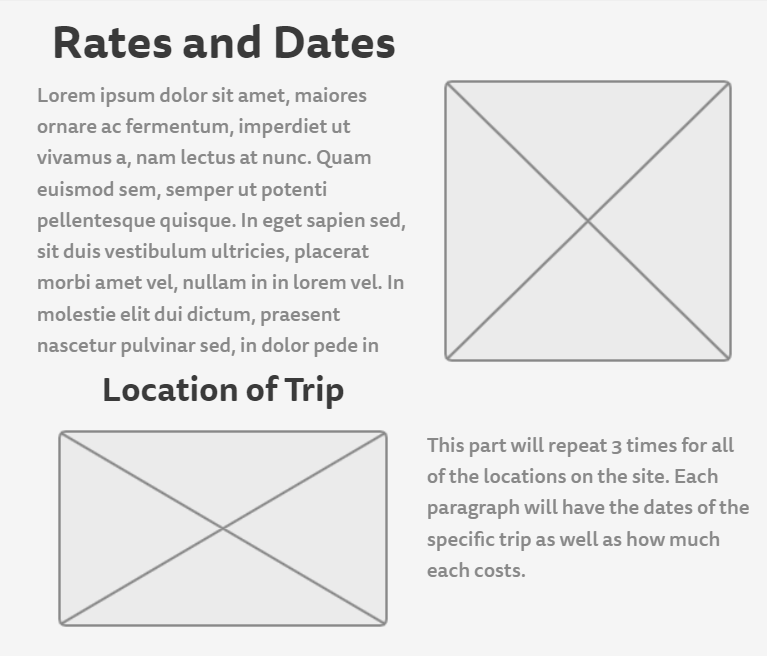 Rates and Dates
Lorem ipsum dolor sit amet, maiores
ornare ac fermentum, imperdiet ut
vivamus a, nam lectus at nunc. Quam
euismod sem, semper ut potenti
pellentesque quisque. In eget sapien sed,
sit duis vestibulum ultricies, placerat
morbi amet vel, nullam in in lorem vel. In
molestie elit dui dictum, praesent
nascetur pulvinar sed, in dolor pede in
Location of Trip
This part will repeat 3 times for all
of the locations on the site. Each
paragraph will have the dates of the
specific trip as well as how much
each costs.